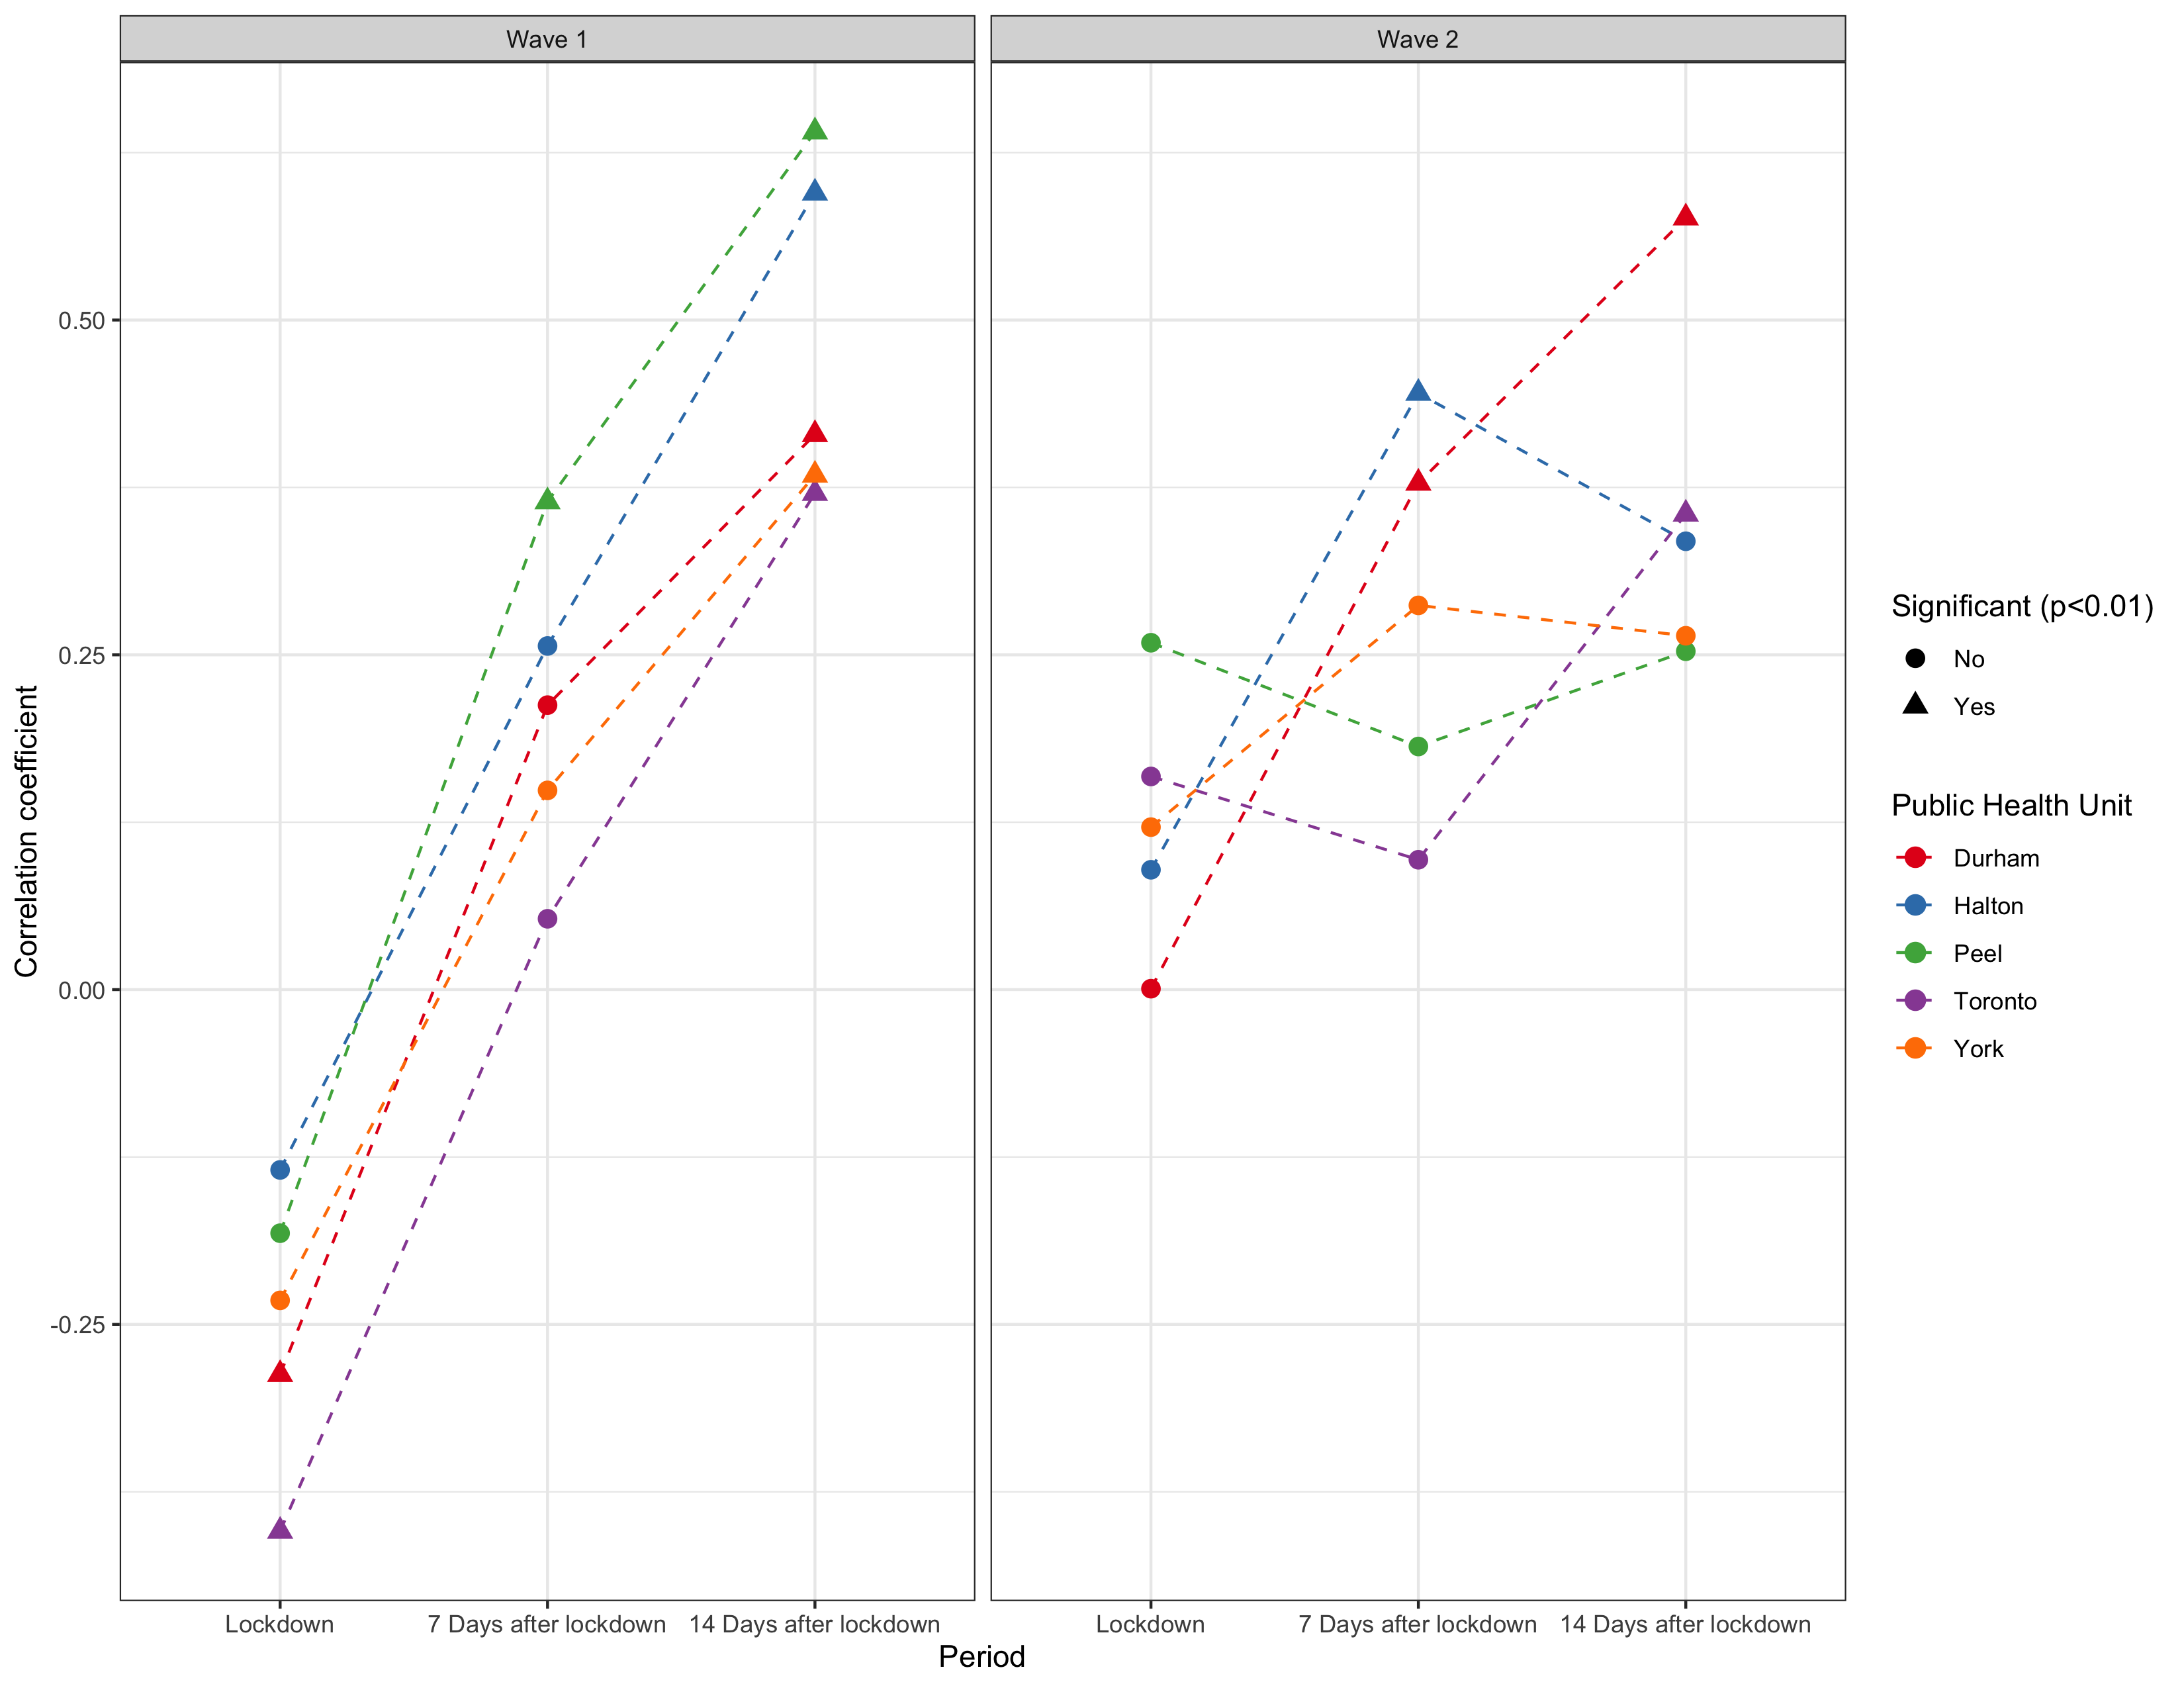 Wave 1
Wave 2
Correlation coefficient
0.50
0.25
0.00
-0.25
Lockdown
7 Days after lockdown
14 Days after lockdown
Lockdown
7 Days after lockdown
14 Days after lockdown
Period
Significant (p<0.01)
No
Yes
Public Health Unit
Durham
Halton
Peel
Toronto
York